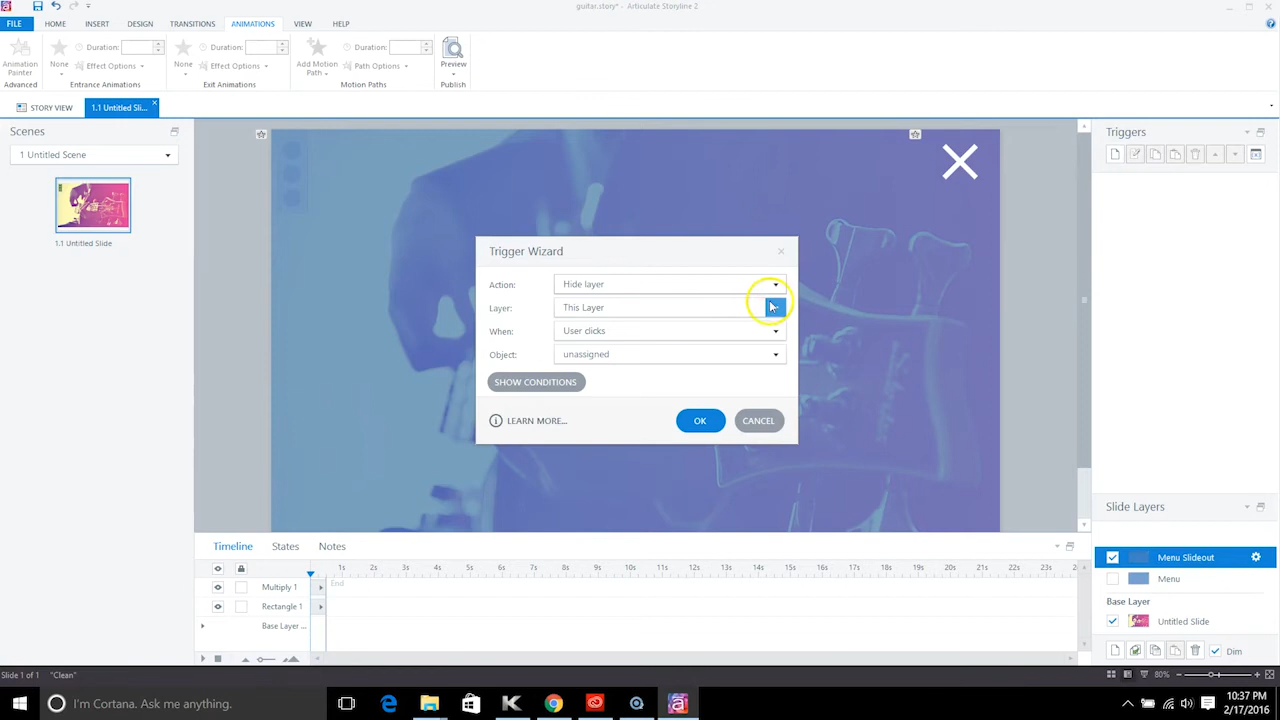 guitar.story* - Articulate Storyline 2
FILE HOME INSERT DESIGN TRANSITIONS ANIMATIONS VIEW HELP
Animation Painter
None
Duration:
Effect Options
None
Duration:
Effect Options
Add Motion Path
Duration:
Path Options
Preview
Advanced Entrance Animations Exit Animations Motion Paths Publish
STORY VIEW 1.1 Untitled Sli...
Scenes
1 Untitled Scene
1.1 Untitled Slide
Trigger Wizard
Action: Hide layer
Layer: This Layer
When: User clicks
Object: unassigned
SHOW CONDITIONS
LEARN MORE... OK CANCEL
Triggers
Slide Layers
Menu Slideout
Menu
Base Layer
Untitled Slide
Dim
Timeline States Notes
1s 2s 3s 4s 5s 6s 7s 8s 9s 10s 11s 12s 13s 14s 15s 16s 17s 18s 19s 20s 21s 22s 23s 2
Multiply 1 End
Rectangle 1
Base Layer ...
Slide 1 of 1 "Clean" 80%
I'm Cortana. Ask me anything.
10:37 PM
2/17/2016